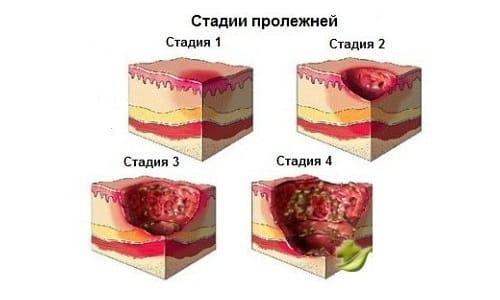 Стадии пролежней
Стадия 1
Стадия 2
Стадия 3
Стадия 4